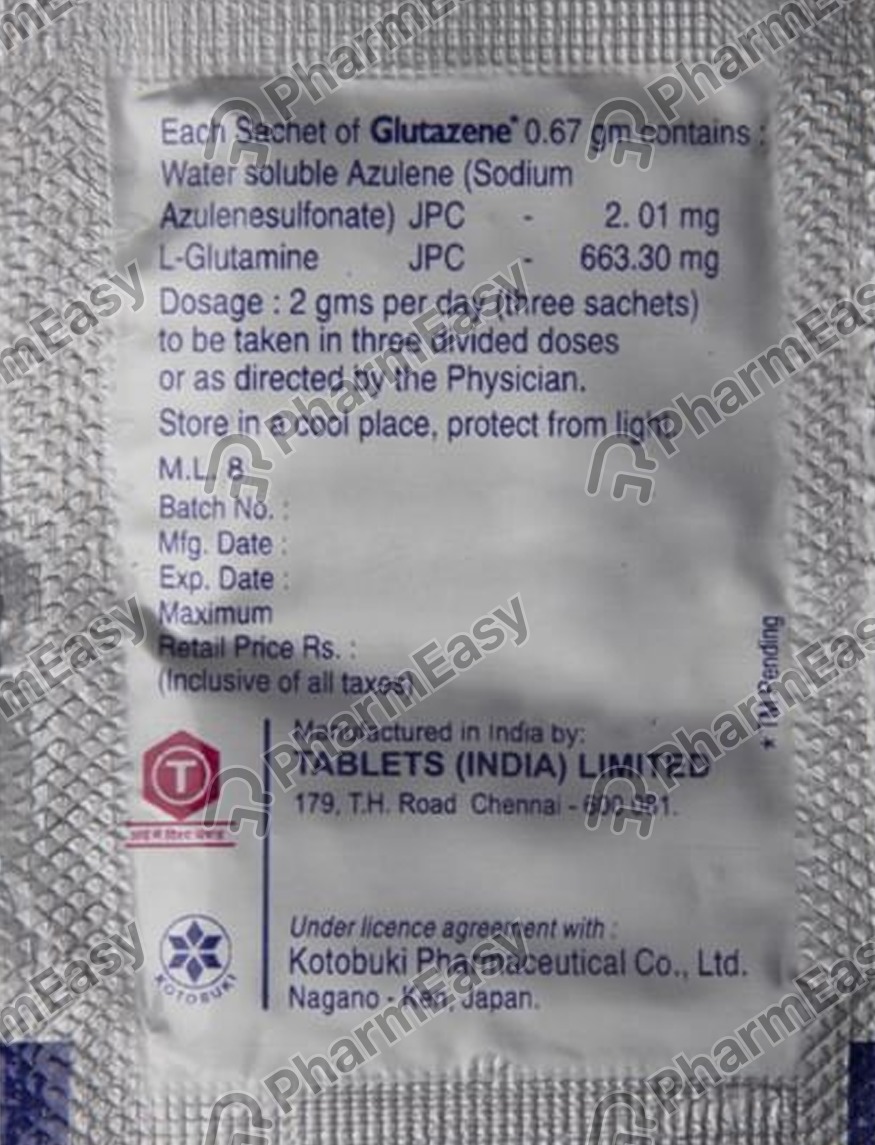 Each Sachet of Glutazene* 0.67 gm contains :
Water soluble Azulene (Sodium
Azulenesulfonate) JPC - 2. 01 mg
L-Glutamine JPC - 663.30 mg
Dosage : 2 gms per day (three sachets)
to be taken in three divided doses
or as directed by the Physician.
Store in a cool place, protect from light.
M.L. 8
Batch No. :
Mfg. Date :
Exp. Date :
Maximum
Retail Price Rs. :
(Inclusive of all taxes)
* TM Pending
T
Manufactured in India by:
TABLETS (INDIA) LIMITED
179, T.H. Road Chennai - 600 081.
KOTOBUKI
Under licence agreement with :
Kotobuki Pharmaceutical Co., Ltd.
Nagano - Ken, Japan.
PharmEasy